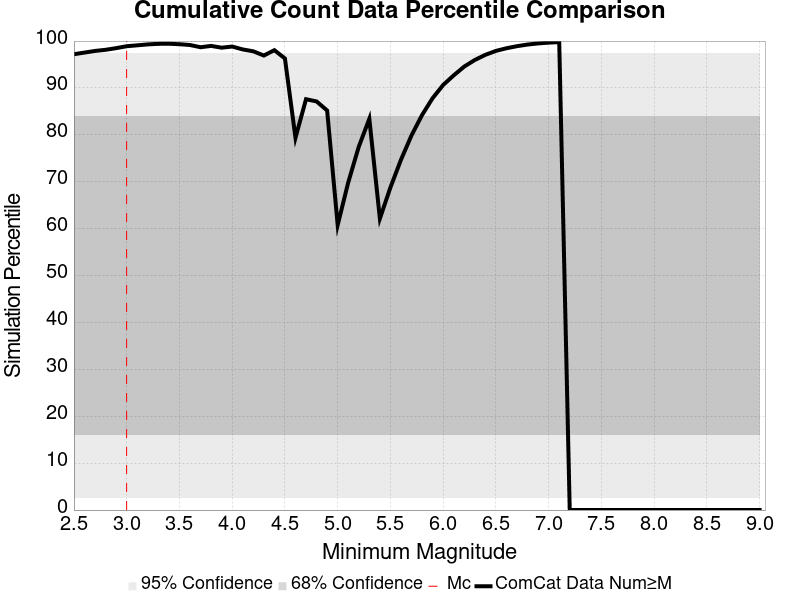 Cumulative Count Data Percentile Comparison
Simulation Percentile
100
90
80
70
60
50
40
30
20
10
0
2.5 3.0 3.5 4.0 4.5 5.0 5.5 6.0 6.5 7.0 7.5 8.0 8.5 9.0
Minimum Magnitude
95% Confidence 68% Confidence Mc ComCat Data Num≥M